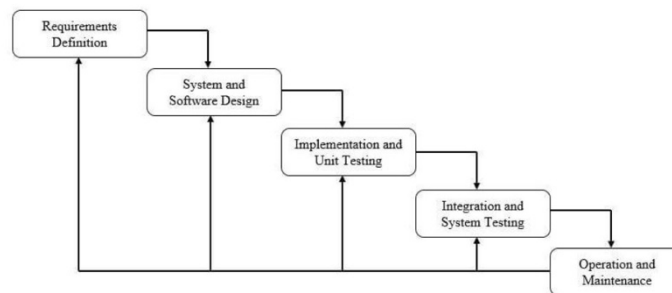 Requirements
Definition
System and
Software Design
Implementation and
Unit Testing
Integration and
System Testing
Operation and
Maintenance